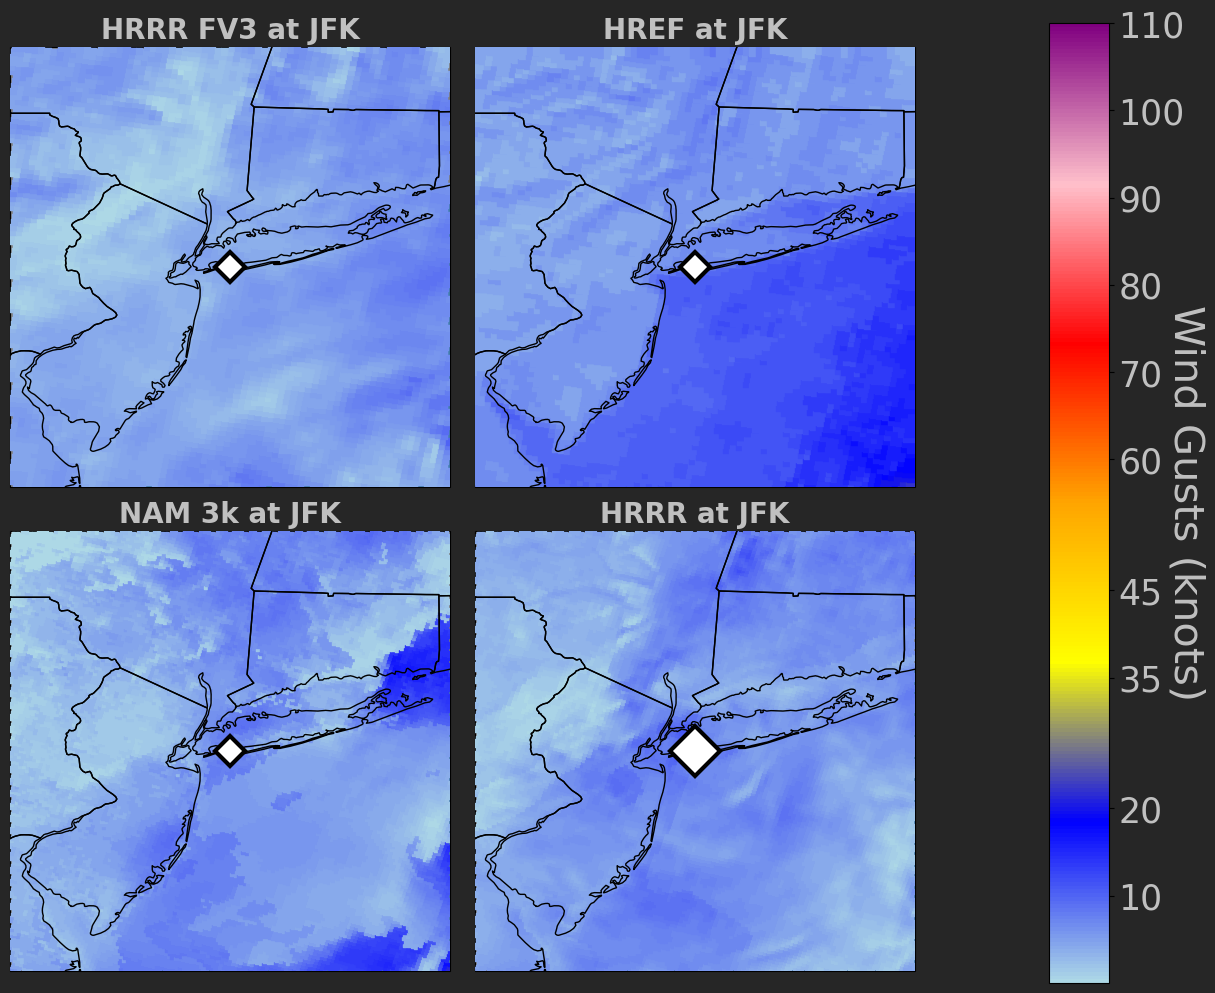 HRRR FV3 at JFK
HREF at JFK
NAM 3k at JFK
HRRR at JFK
110
100
90
80
70
60
45
35
20
10
Wind Gusts (knots)